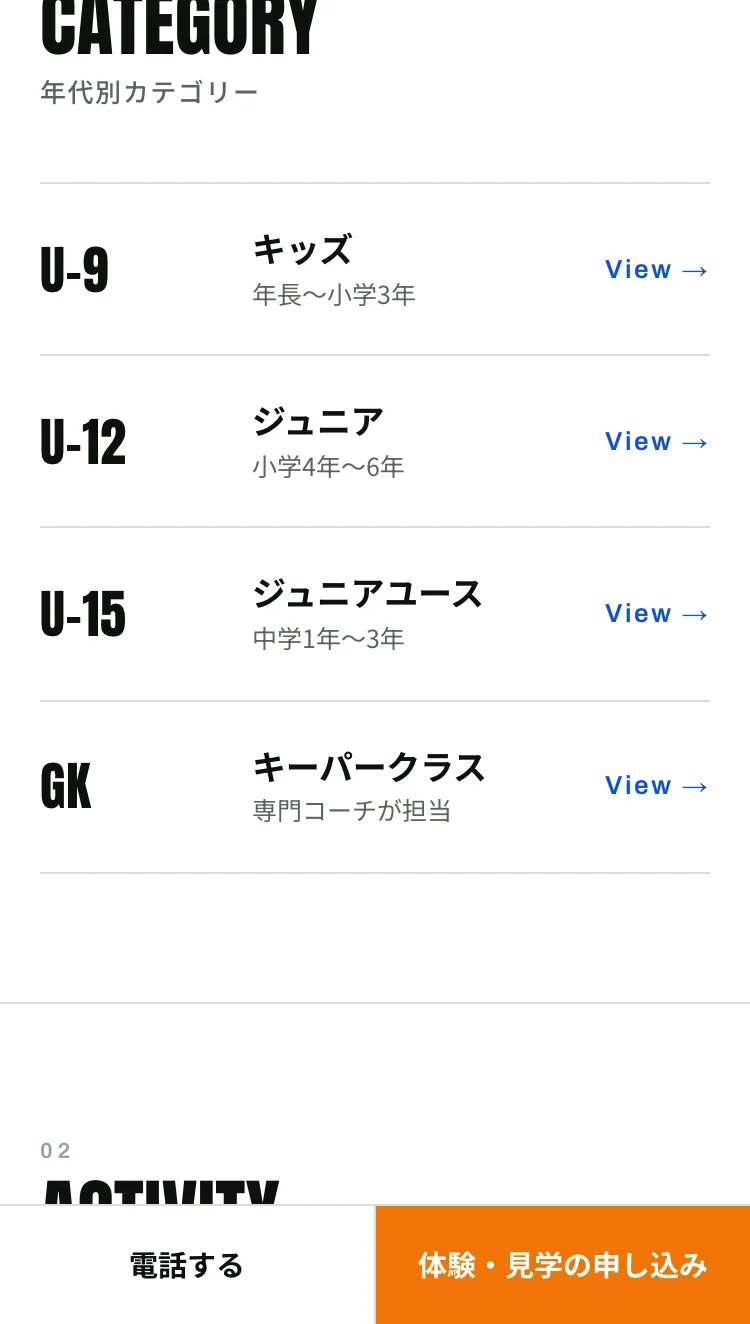 CATEGORY
年代別カテゴリー
U-9
キッズ
年長〜小学3年
View →
U-12
ジュニア
小学4年〜6年
View →
U-15
ジュニアユース
中学1年〜3年
View →
GK
キーパークラス
専門コーチが担当
View →
02
ACTIVITY
電話する
体験・見学の申し込み